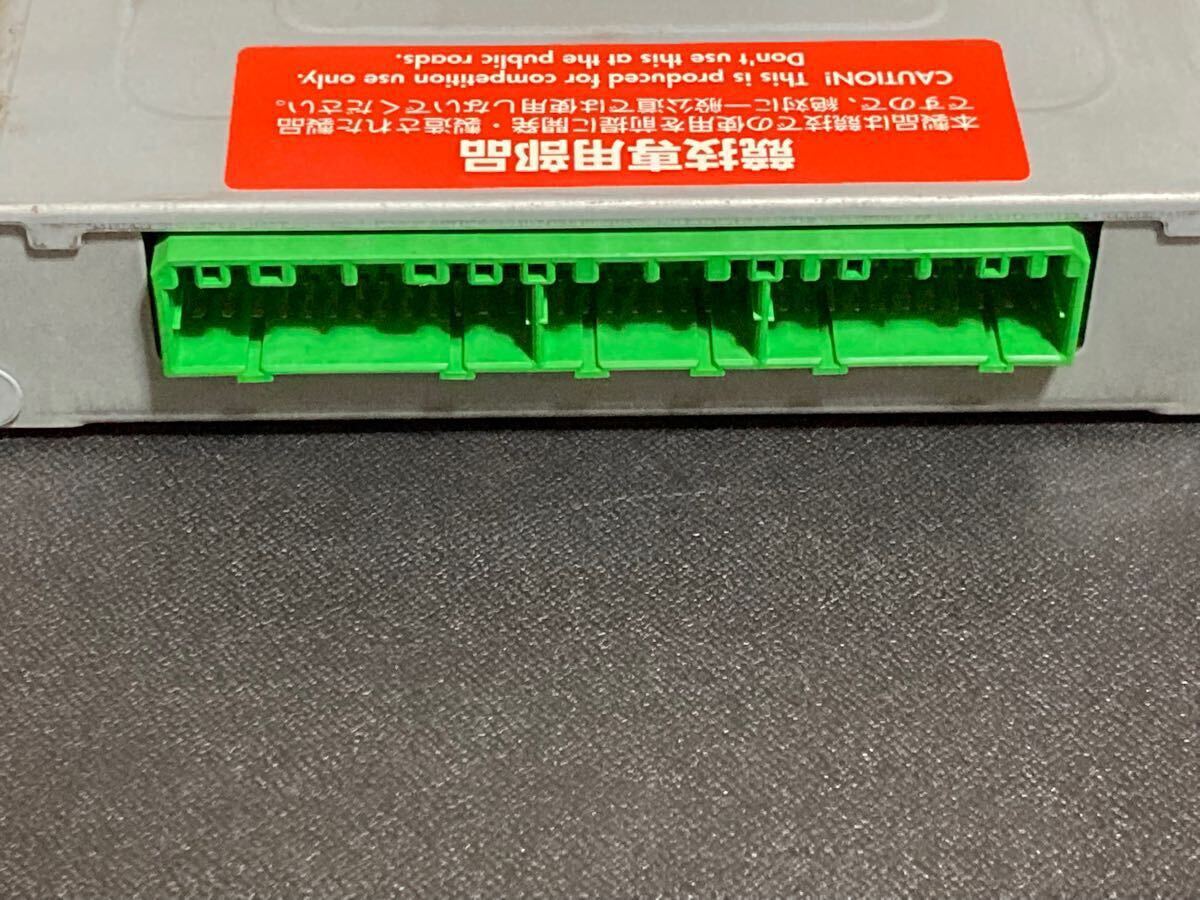 競技専用部品
本製品は競技での使用を前提に開発・製造された製品
ですので、絶対に一般公道では使用しないでください。
CAUTION! This is produced for competition use only.
Don't use this at the public roads.